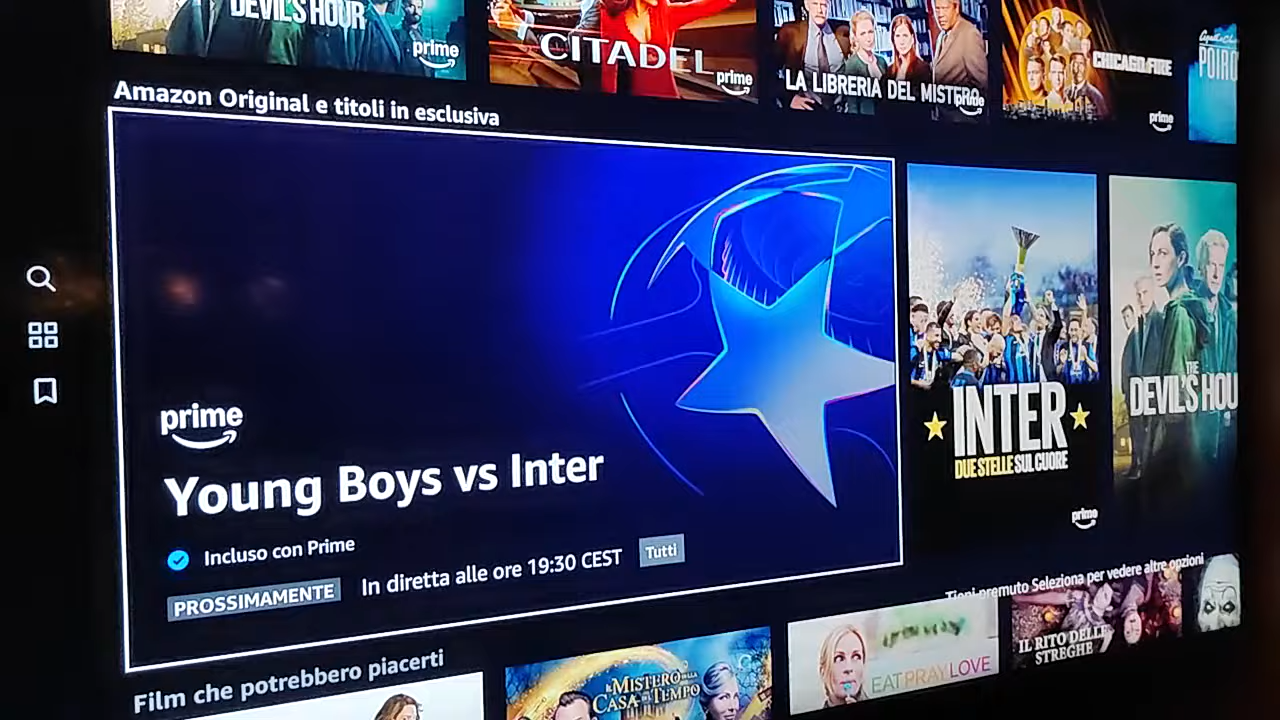 DEVIL'S HOUR
prime
CITADEL
prime
LA LIBRERIA DEL MISTERO
prime
CHICAGO FIRE
prime
POIRO
Amazon Original e titoli in esclusiva
prime
Young Boys vs Inter
Incluso con Prime
PROSSIMAMENTE In diretta alle ore 19:30 CEST Tutti
INTER
DUE STELLE SUL CUORE
prime
THE
DEVIL'S HOU
Tieni premuto Seleziona per vedere altre opzioni
Film che potrebbero piacerti
IL MISTERO DELLA
CASA DEL TEMPO
EAT PRAY LOVE
IL RITO DELLE
STREGHE